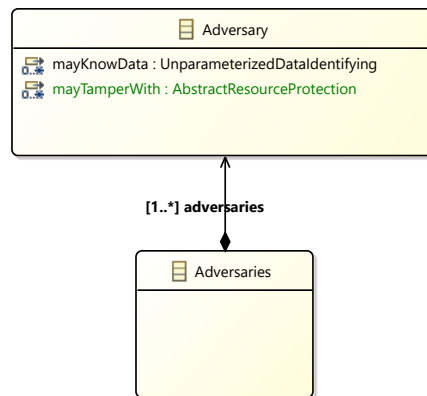 Adversary
mayKnowData : UnparameterizedDataIdentifying
mayTamperWith : AbstractResourceProtection
[1..*] adversaries
Adversaries